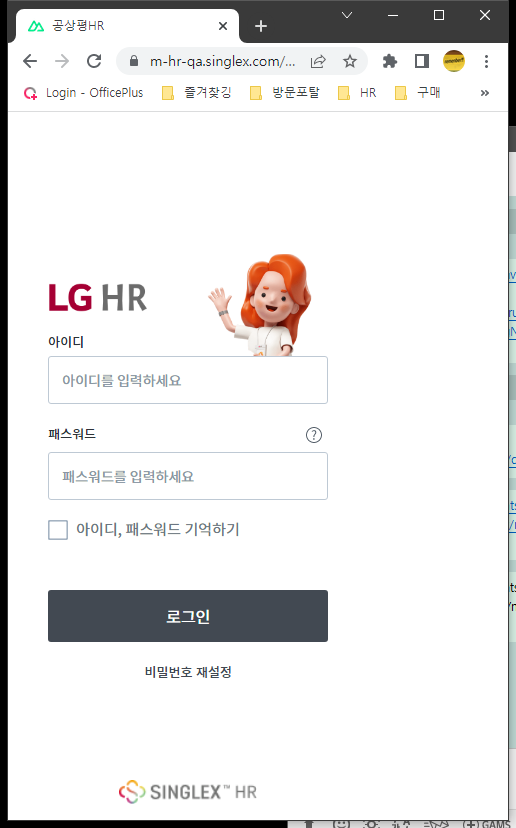 공상평HR
m-hr-qa.singlex.com/...
Login - OfficePlus
즐겨찾깅
방문포탈
HR
구매
LG HR
아이디
아이디를 입력하세요
패스워드
패스워드를 입력하세요
아이디, 패스워드 기억하기
로그인
비밀번호 재설정
SINGLEX™ HR
GAMS